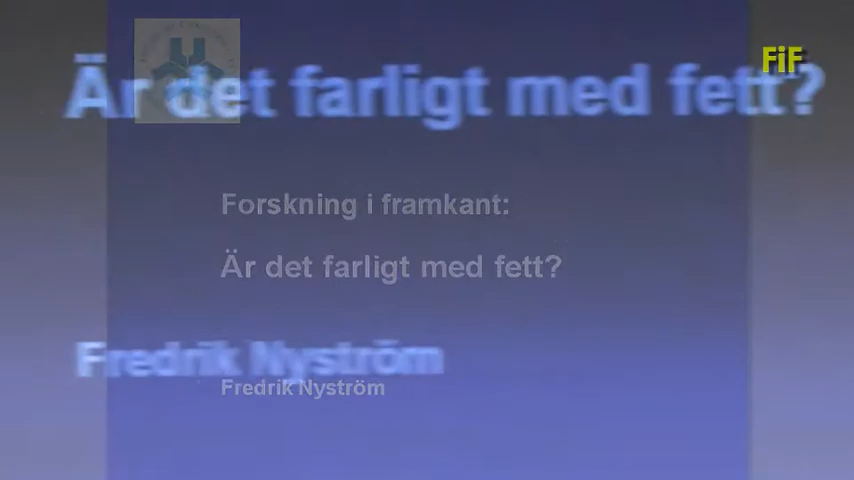 Är det farligt med fett?
FiF
Forskning i framkant:
Är det farligt med fett?
Fredrik Nyström
Fredrik Nyström